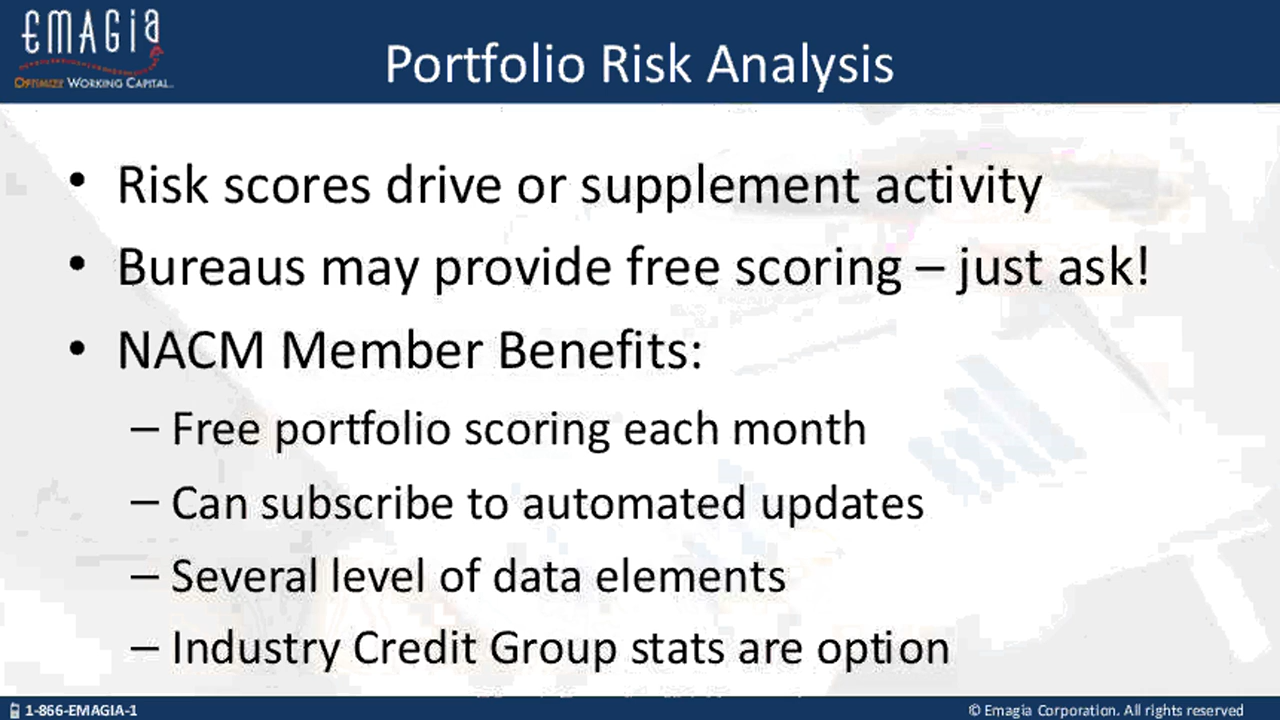 EMAGIA
OPTIMIZE WORKING CAPITAL
Portfolio Risk Analysis
• Risk scores drive or supplement activity
• Bureaus may provide free scoring – just ask!
• NACM Member Benefits:
– Free portfolio scoring each month
– Can subscribe to automated updates
– Several level of data elements
– Industry Credit Group stats are option
1-866-EMAGIA-1
© Emagia Corporation. All rights reserved